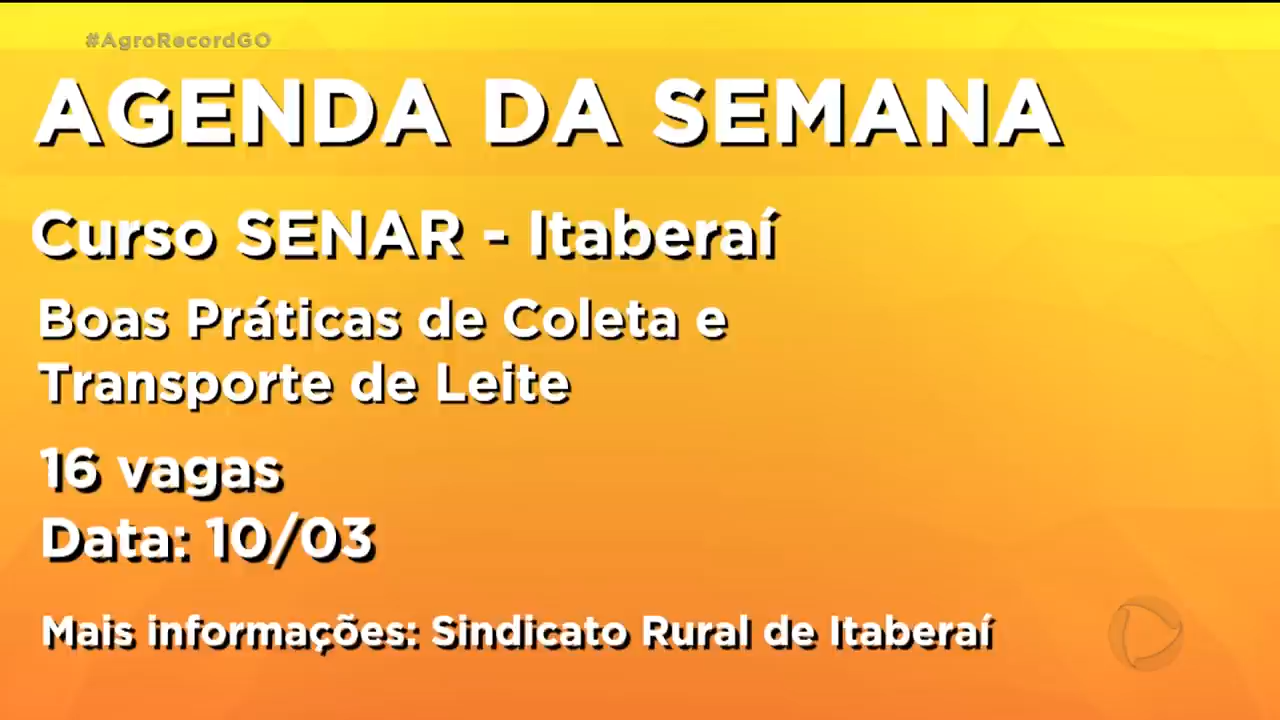 #AgroRecordGO
AGENDA DA SEMANA
Curso SENAR - Itaberaí
Boas Práticas de Coleta e
Transporte de Leite
16 vagas
Data: 10/03
Mais informações: Sindicato Rural de Itaberaí